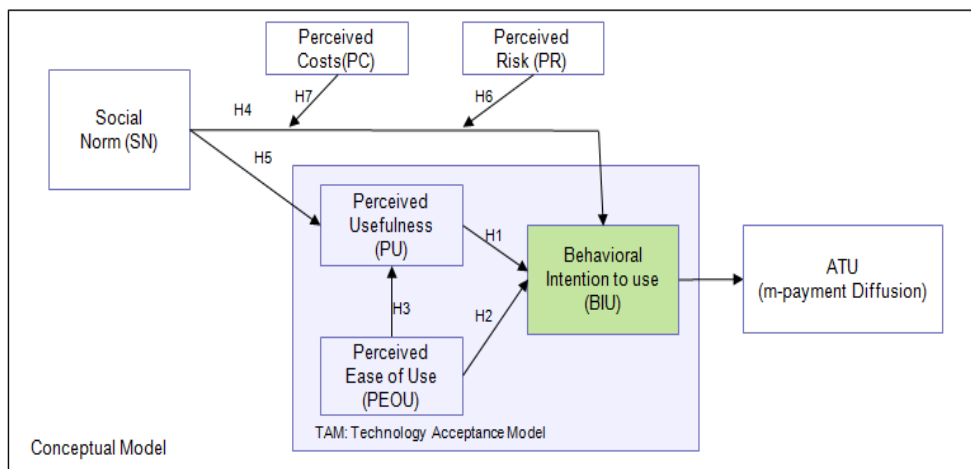 Perceived
Costs(PC)
Perceived
Risk (PR)
H7
H6
H4
Social
Norm (SN)
H5
Perceived
Usefulness
(PU)
H1
Behavioral
Intention to use
(BIU)
ATU
(m-payment Diffusion)
H3
H2
Perceived
Ease of Use
(PEOU)
TAM: Technology Acceptance Model
Conceptual Model